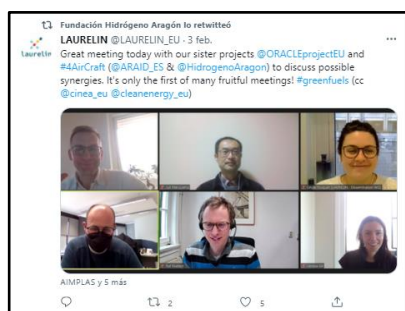 Fundación Hidrógeno Aragón lo retwitteó
LAURELIN @LAURELIN_EU · 3 feb.
laurelin
Great meeting today with our sister projects @ORACLEprojectEU and
#4AirCraft (@ARAID_ES & @HidrogenoAragon) to discuss possible
synergies. It's only the first of many fruitful meetings! #greenfuels (cc
@cinea_eu @cleanenergy_eu)
AIMPLAS y 5 más
2
5